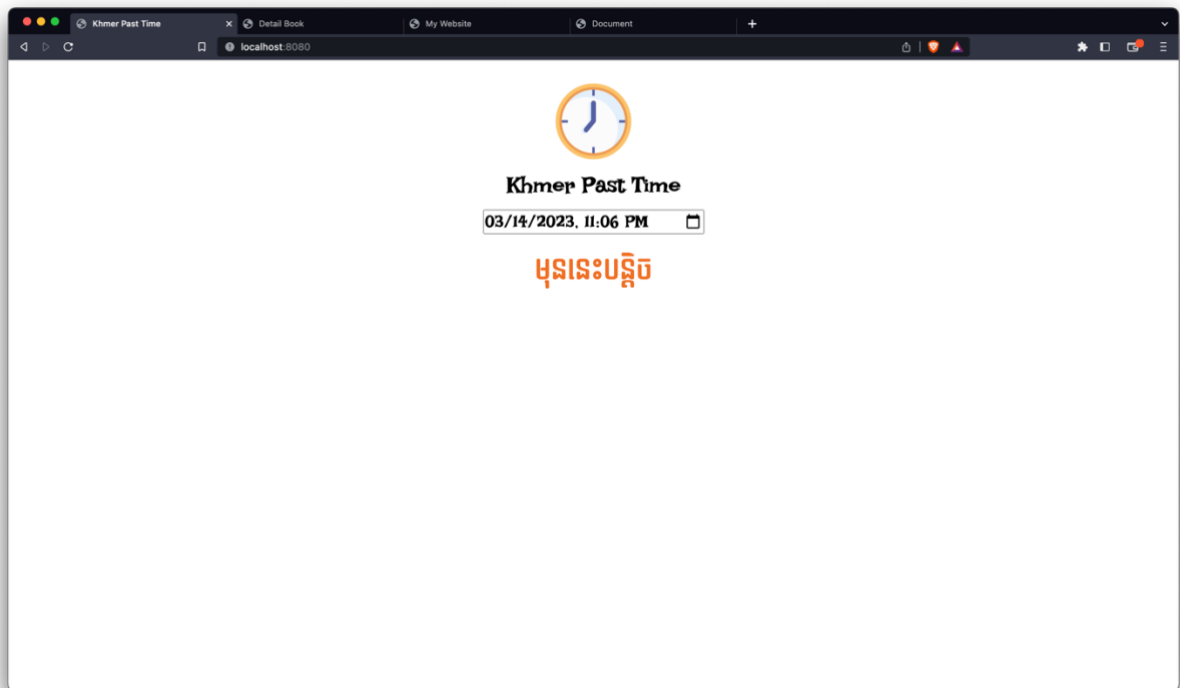 Khmer Past Time
Detail Book
My Website
Document
localhost:8080
Khmer Past Time
03/14/2023, 11:06 PM
មុននេះបន្តិច